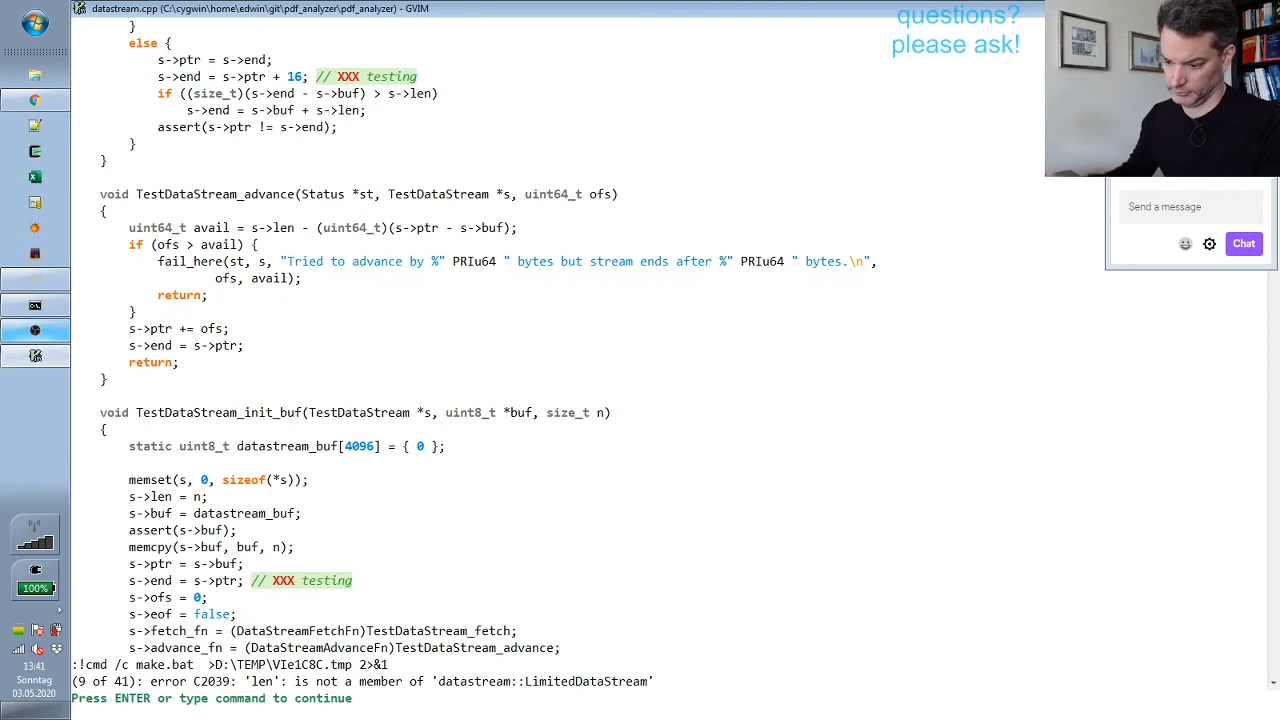 datastream.cpp (C:\cygwin\home\edwin\git\pdf_analyzer\pdf_analyzer) - GVIM
questions?
please ask!
}
else {
s->ptr = s->end;
s->end = s->ptr + 16; // XXX testing
if ((size_t)(s->end - s->buf) > s->len)
s->end = s->buf + s->len;
assert(s->ptr != s->end);
}
}
void TestDataStream_advance(Status *st, TestDataStream *s, uint64_t ofs)
{
uint64_t avail = s->len - (uint64_t)(s->ptr - s->buf);
if (ofs > avail) {
fail_here(st, s, "Tried to advance by %" PRIu64 " bytes but stream ends after %" PRIu64 " bytes.\n",
ofs, avail);
return;
}
s->ptr += ofs;
s->end = s->ptr;
return;
}
void TestDataStream_init_buf(TestDataStream *s, uint8_t *buf, size_t n)
{
static uint8_t datastream_buf[4096] = { 0 };
memset(s, 0, sizeof(*s));
s->len = n;
s->buf = datastream_buf;
assert(s->buf);
memcpy(s->buf, buf, n);
s->ptr = s->buf;
s->end = s->ptr; // XXX testing
s->ofs = 0;
s->eof = false;
s->fetch_fn = (DataStreamFetchFn)TestDataStream_fetch;
s->advance_fn = (DataStreamAdvanceFn)TestDataStream_advance;
:!cmd /c make.bat  >D:\TEMP\VIe1C8C.tmp 2>&1
(9 of 41): error C2039: 'len': is not a member of 'datastream::LimitedDataStream'
Press ENTER or type command to continue
Send a message
Chat
100%
13:41
Sonntag
03.05.2020